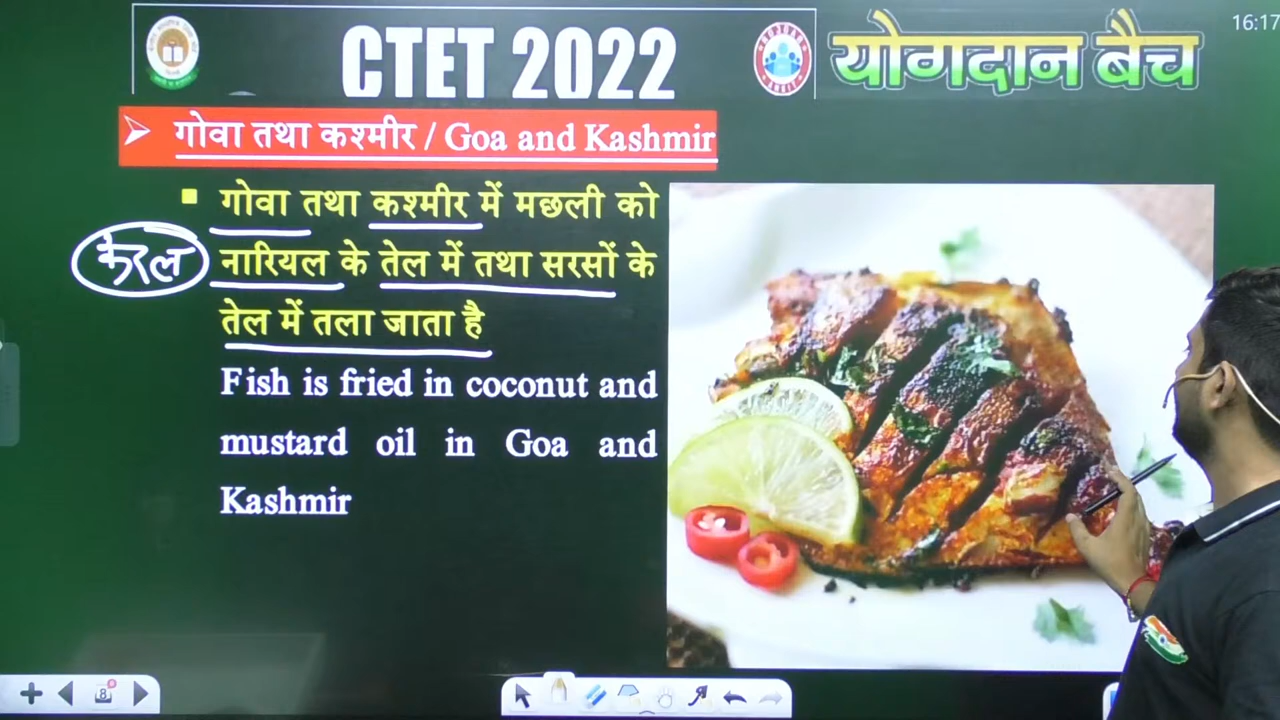 CTET 2022
योगदान बैच
16:17
गोवा तथा कश्मीर / Goa and Kashmir
गोवा तथा कश्मीर में मछली को
केरल
नारियल के तेल में तथा सरसों के
तेल में तला जाता है
Fish is fried in coconut and
mustard oil in Goa and
Kashmir